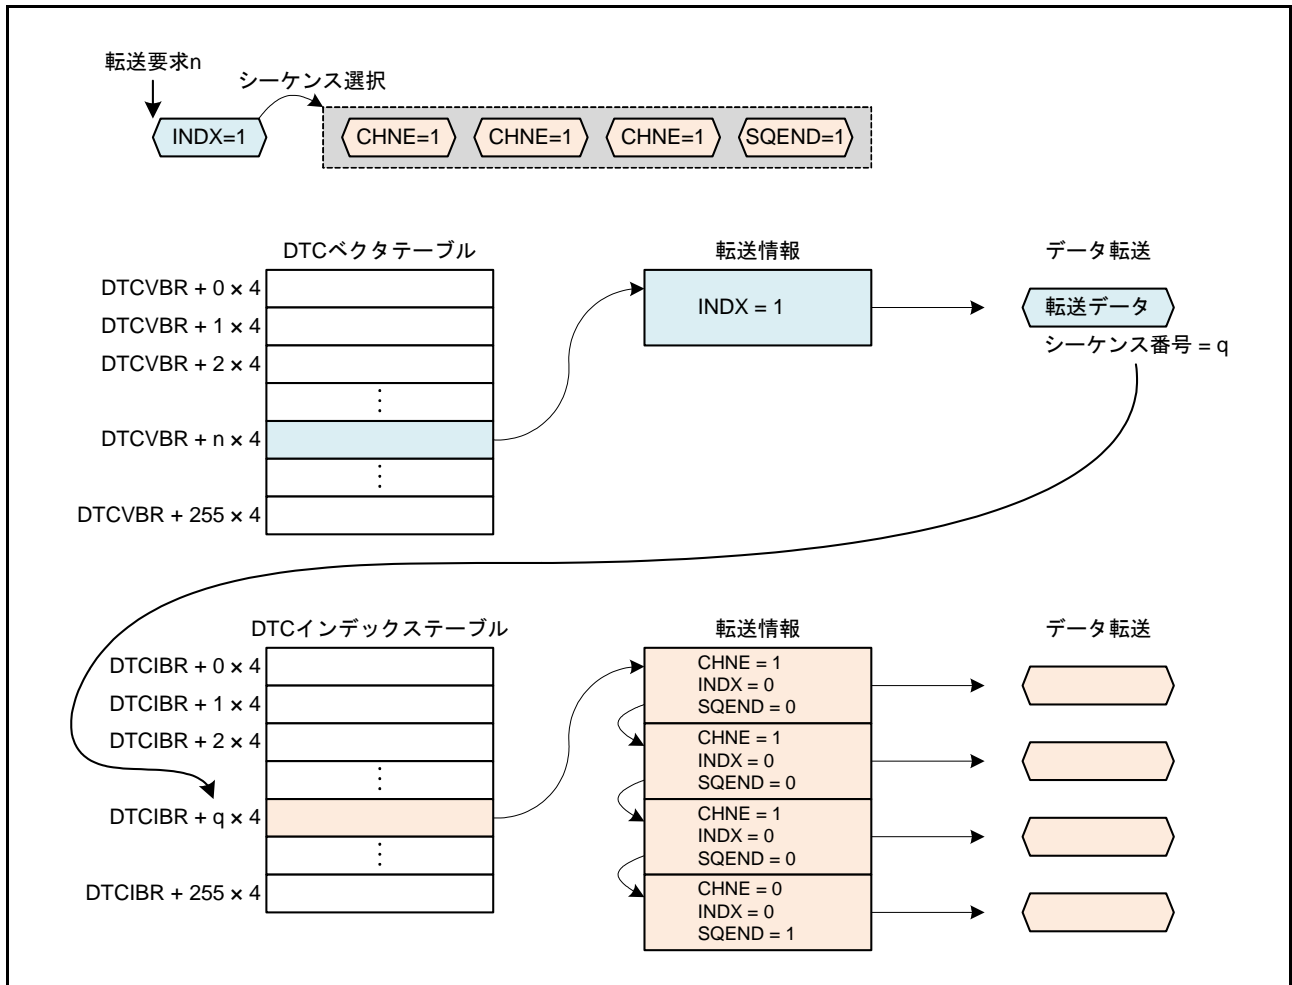 転送要求n
シーケンス選択
INDX=1
CHNE=1
CHNE=1
CHNE=1
SQEND=1
DTCベクタテーブル
転送情報
データ転送
DTCVBR + 0 × 4
DTCVBR + 1 × 4
DTCVBR + 2 × 4
⋮
DTCVBR + n × 4
⋮
DTCVBR + 255 × 4
INDX = 1
転送データ
シーケンス番号 = q
DTCインデックステーブル
転送情報
データ転送
DTCIBR + 0 × 4
DTCIBR + 1 × 4
DTCIBR + 2 × 4
⋮
DTCIBR + q × 4
⋮
DTCIBR + 255 × 4
CHNE = 1
INDX = 0
SQEND = 0
CHNE = 1
INDX = 0
SQEND = 0
CHNE = 1
INDX = 0
SQEND = 0
CHNE = 0
INDX = 0
SQEND = 1